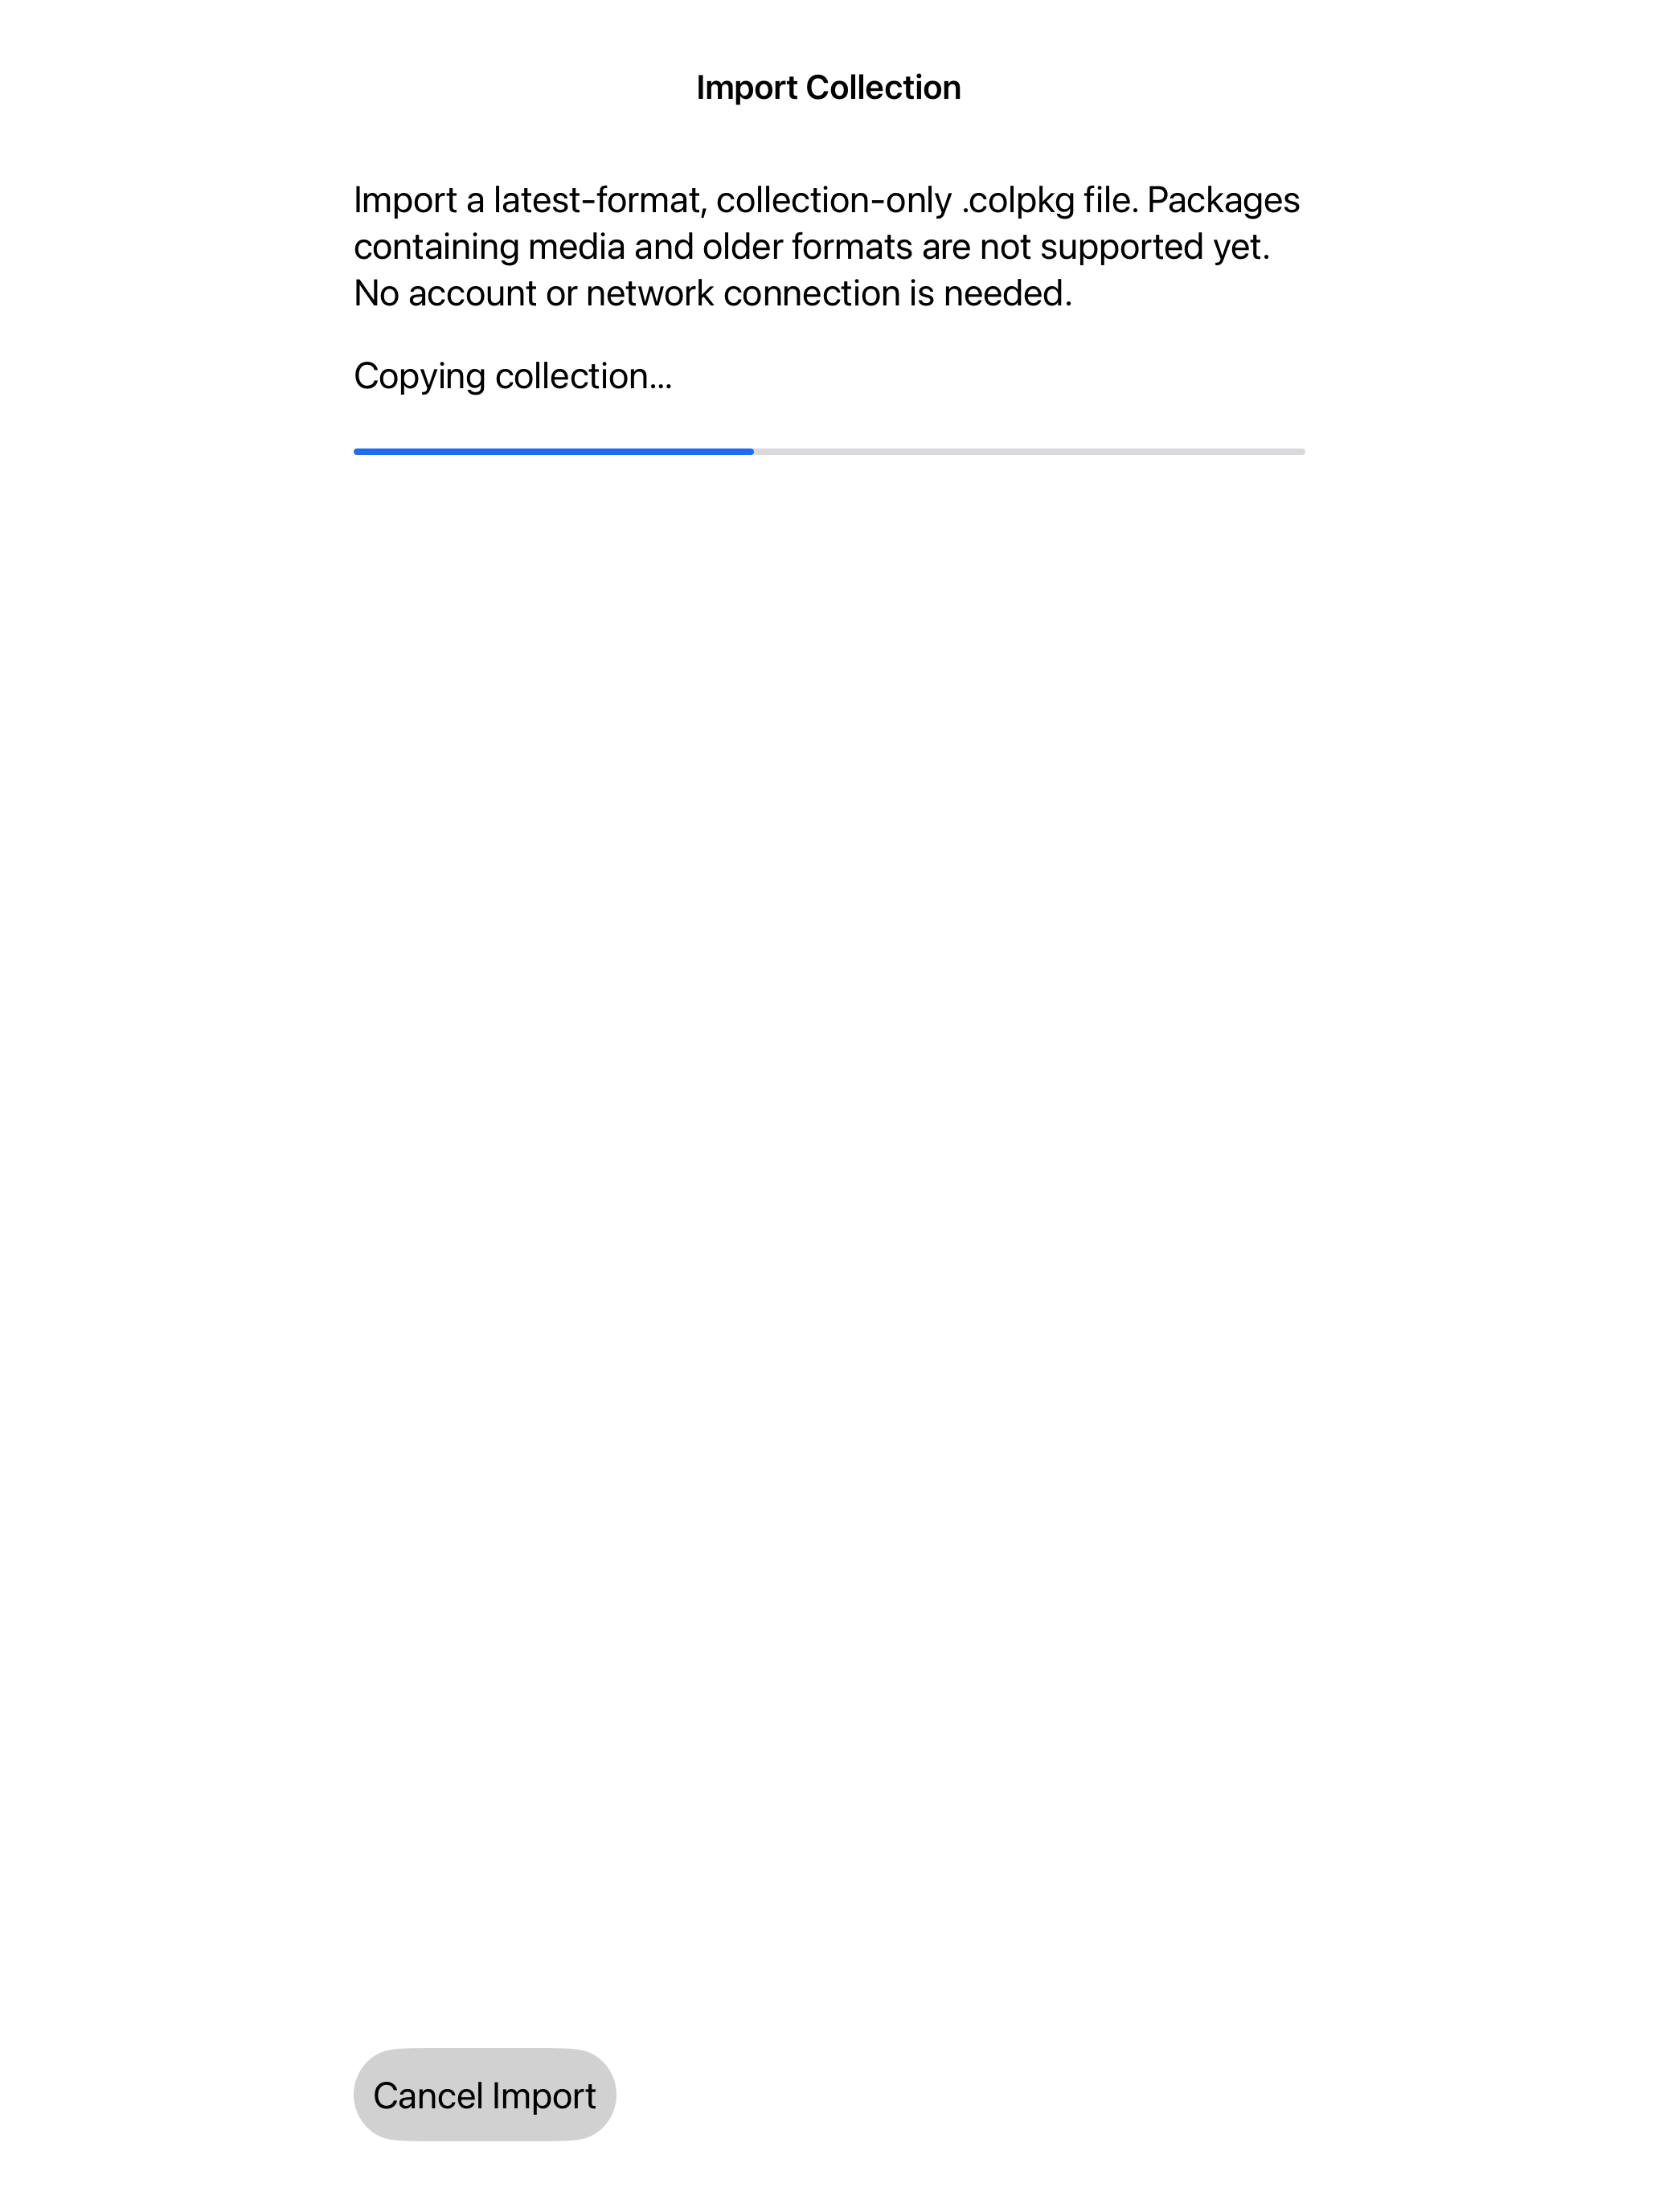 Import Collection
Import a latest-format, collection-only .colpkg file. Packages
containing media and older formats are not supported yet.
No account or network connection is needed.
Copying collection…
Cancel Import